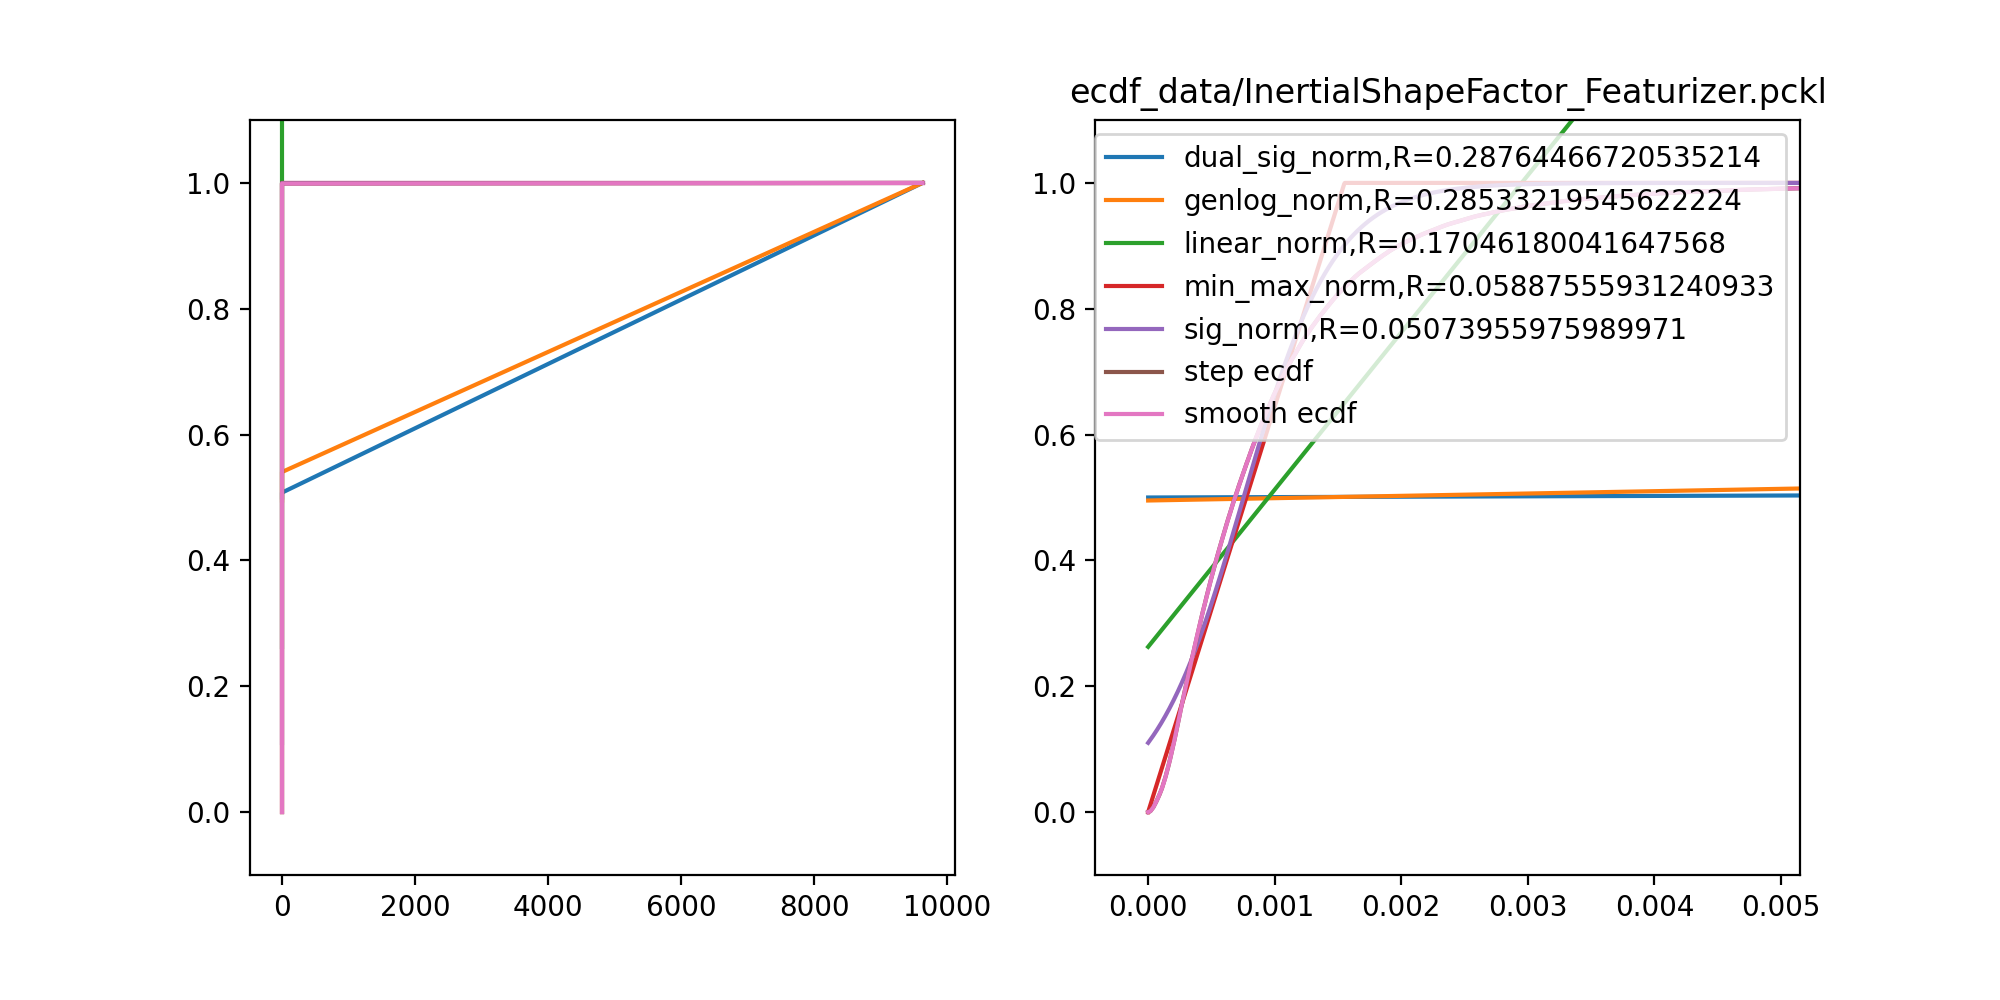 ecdf_data/InertialShapeFactor_Featurizer.pckl
1.0
0.8
0.6
0.4
0.2
0.0
0 2000 4000 6000 8000 10000
dual_sig_norm,R=0.28764466720535214
genlog_norm,R=0.28533219545622224
linear_norm,R=0.17046180041647568
min_max_norm,R=0.05887555931240933
sig_norm,R=0.05073955975989971
step ecdf
smooth ecdf
1.0
0.8
0.6
0.4
0.2
0.0
0.000 0.001 0.002 0.003 0.004 0.005